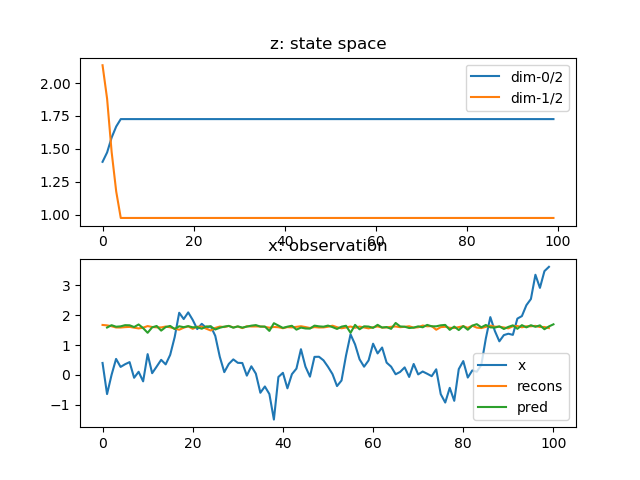 z: state space
2.00
1.75
1.50
1.25
1.00
dim-0/2
dim-1/2
0 20 40 60 80 100
x: observation
3
2
1
0
−1
x
recons
pred
0 20 40 60 80 100